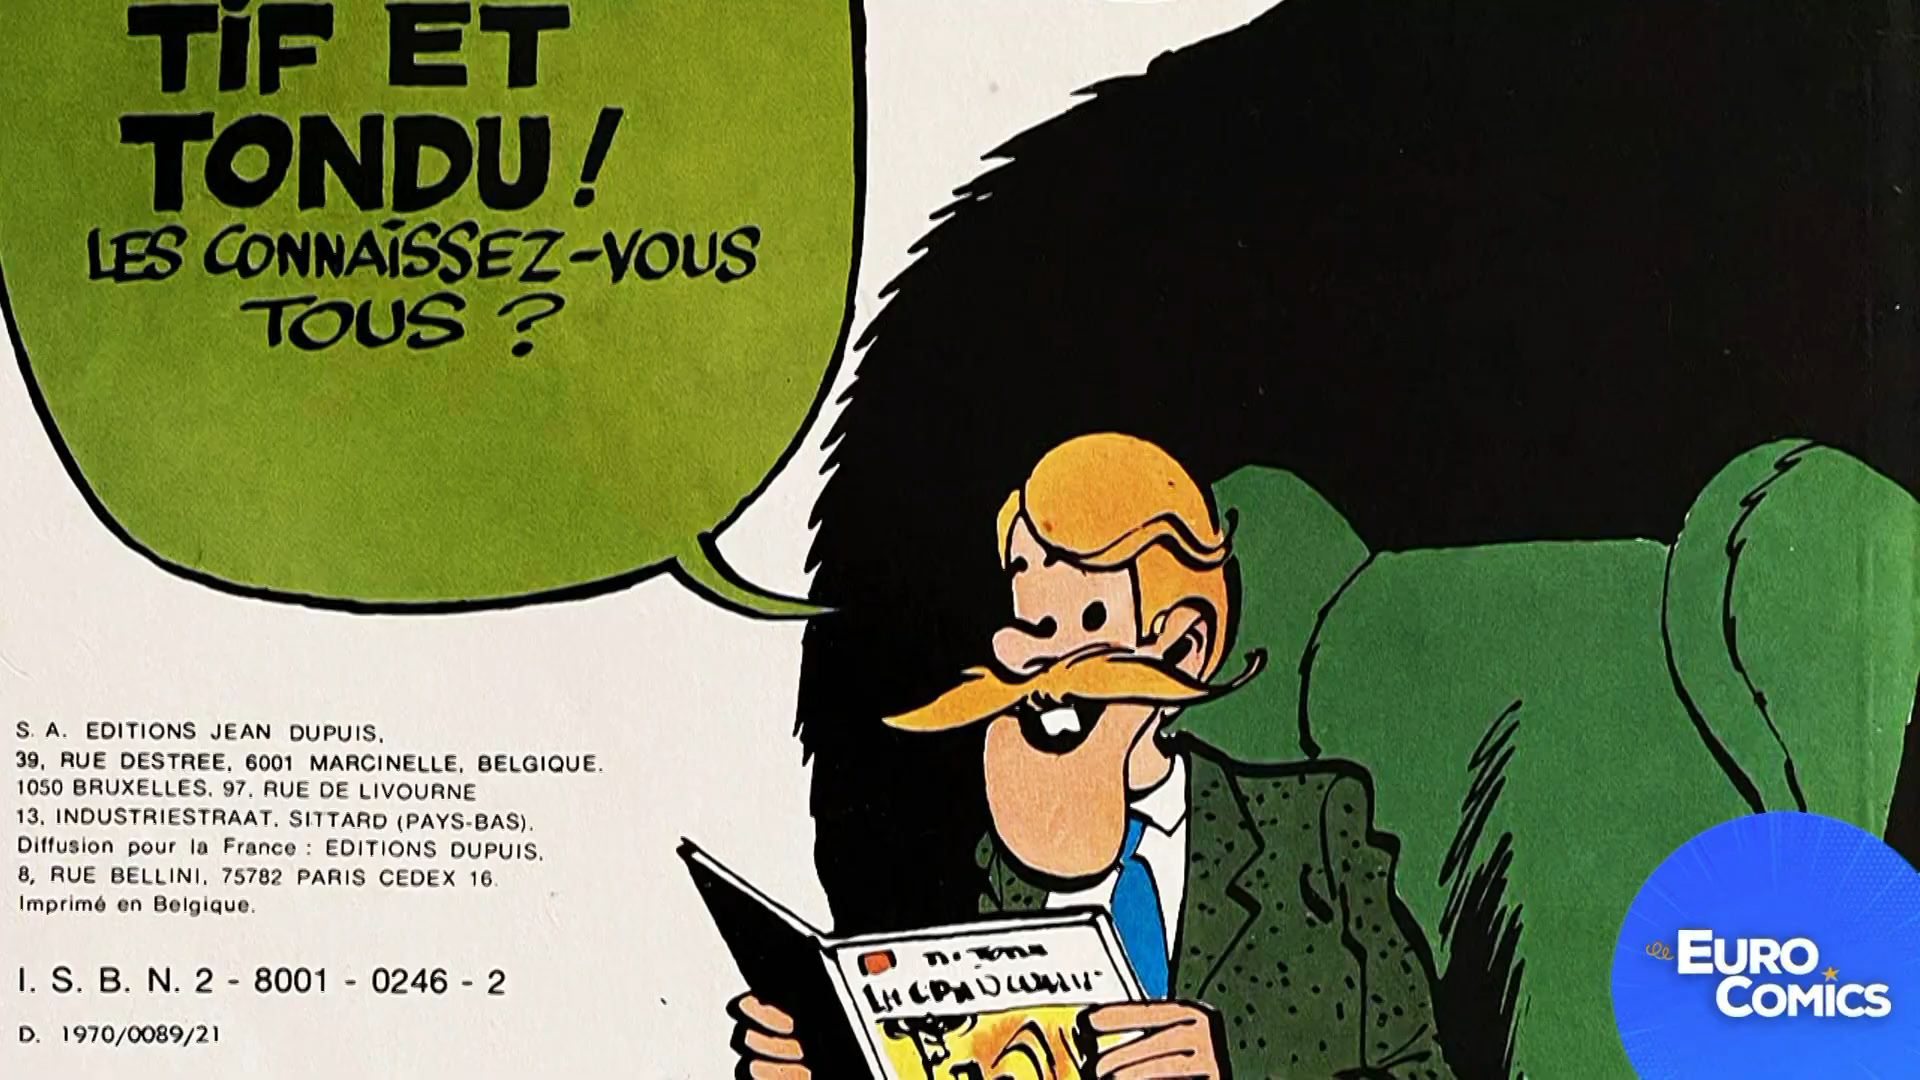 TIF ET
TONDU!
LES CONNAÎSSEZ-VOUS
TOUS ?
S. A. EDITIONS JEAN DUPUIS,
39, RUE DESTREE, 6001 MARCINELLE, BELGIQUE.
1050 BRUXELLES, 97, RUE DE LIVOURNE
13, INDUSTRIESTRAAT, SITTARD (PAYS-BAS).
Diffusion pour la France : EDITIONS DUPUIS,
8, RUE BELLINI, 75782 PARIS CEDEX 16.
Imprimé en Belgique.
I. S. B. N. 2 - 8001 - 0246 - 2
D. 1970/0089/21
EURO
COMICS